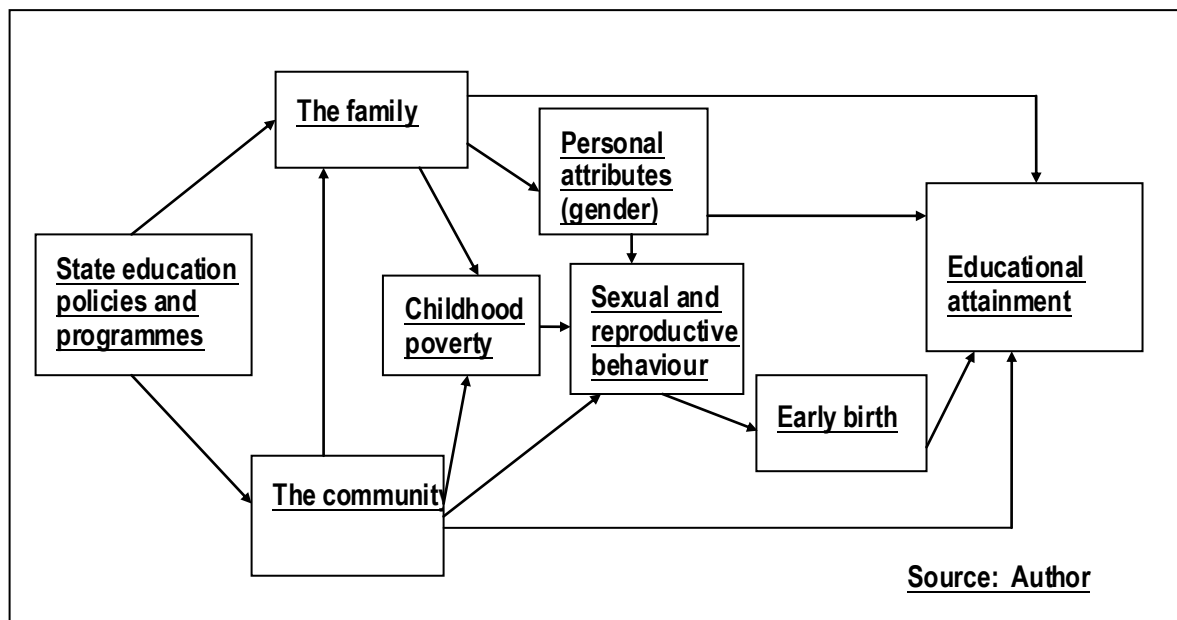 The family
Personal
attributes
(gender)
State education
policies and
programmes
Childhood
poverty
Sexual and
reproductive
behaviour
Educational
attainment
Early birth
The community
Source:  Author